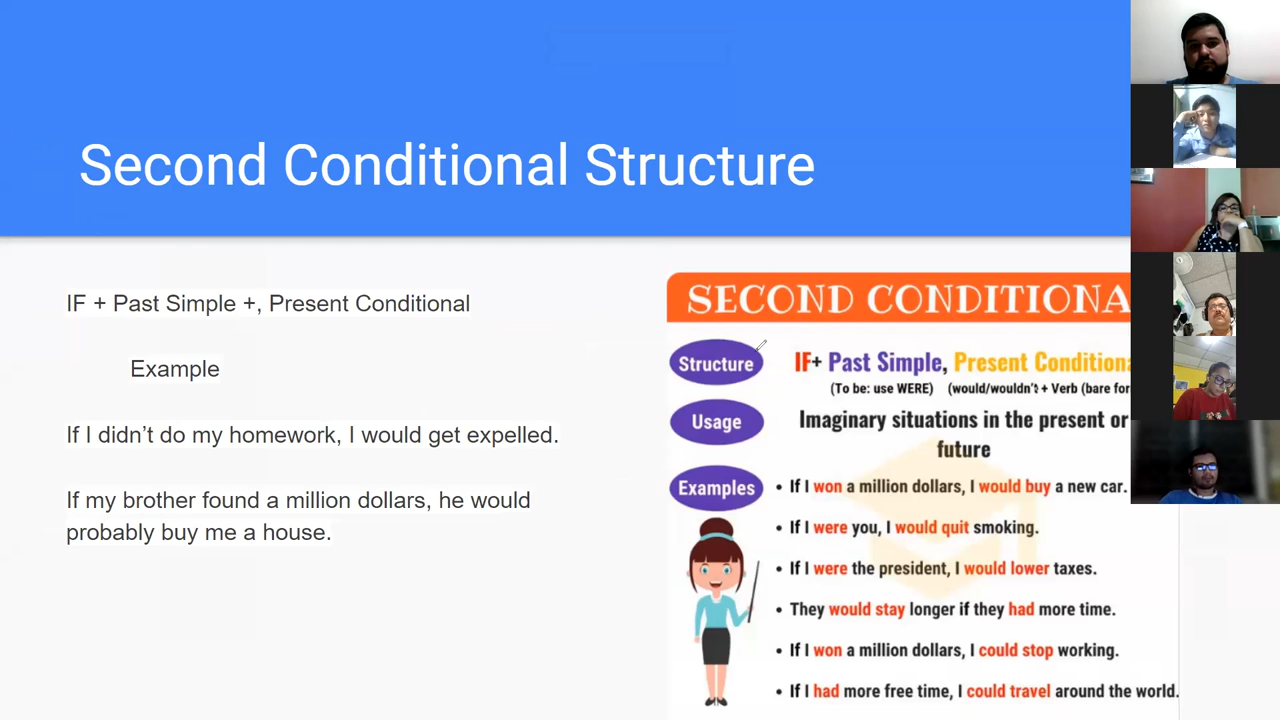 Second Conditional Structure
IF + Past Simple +, Present Conditional
Example
If I didn’t do my homework, I would get expelled.
If my brother found a million dollars, he would
probably buy me a house.
SECOND CONDITIONA
Structure
IF+ Past Simple, Present Conditiona
(To be: use WERE) (would/wouldn't + Verb (bare for
Usage
Imaginary situations in the present or
future
Examples
• If I won a million dollars, I would buy a new car.
• If I were you, I would quit smoking.
• If I were the president, I would lower taxes.
• They would stay longer if they had more time.
• If I won a million dollars, I could stop working.
• If I had more free time, I could travel around the world.